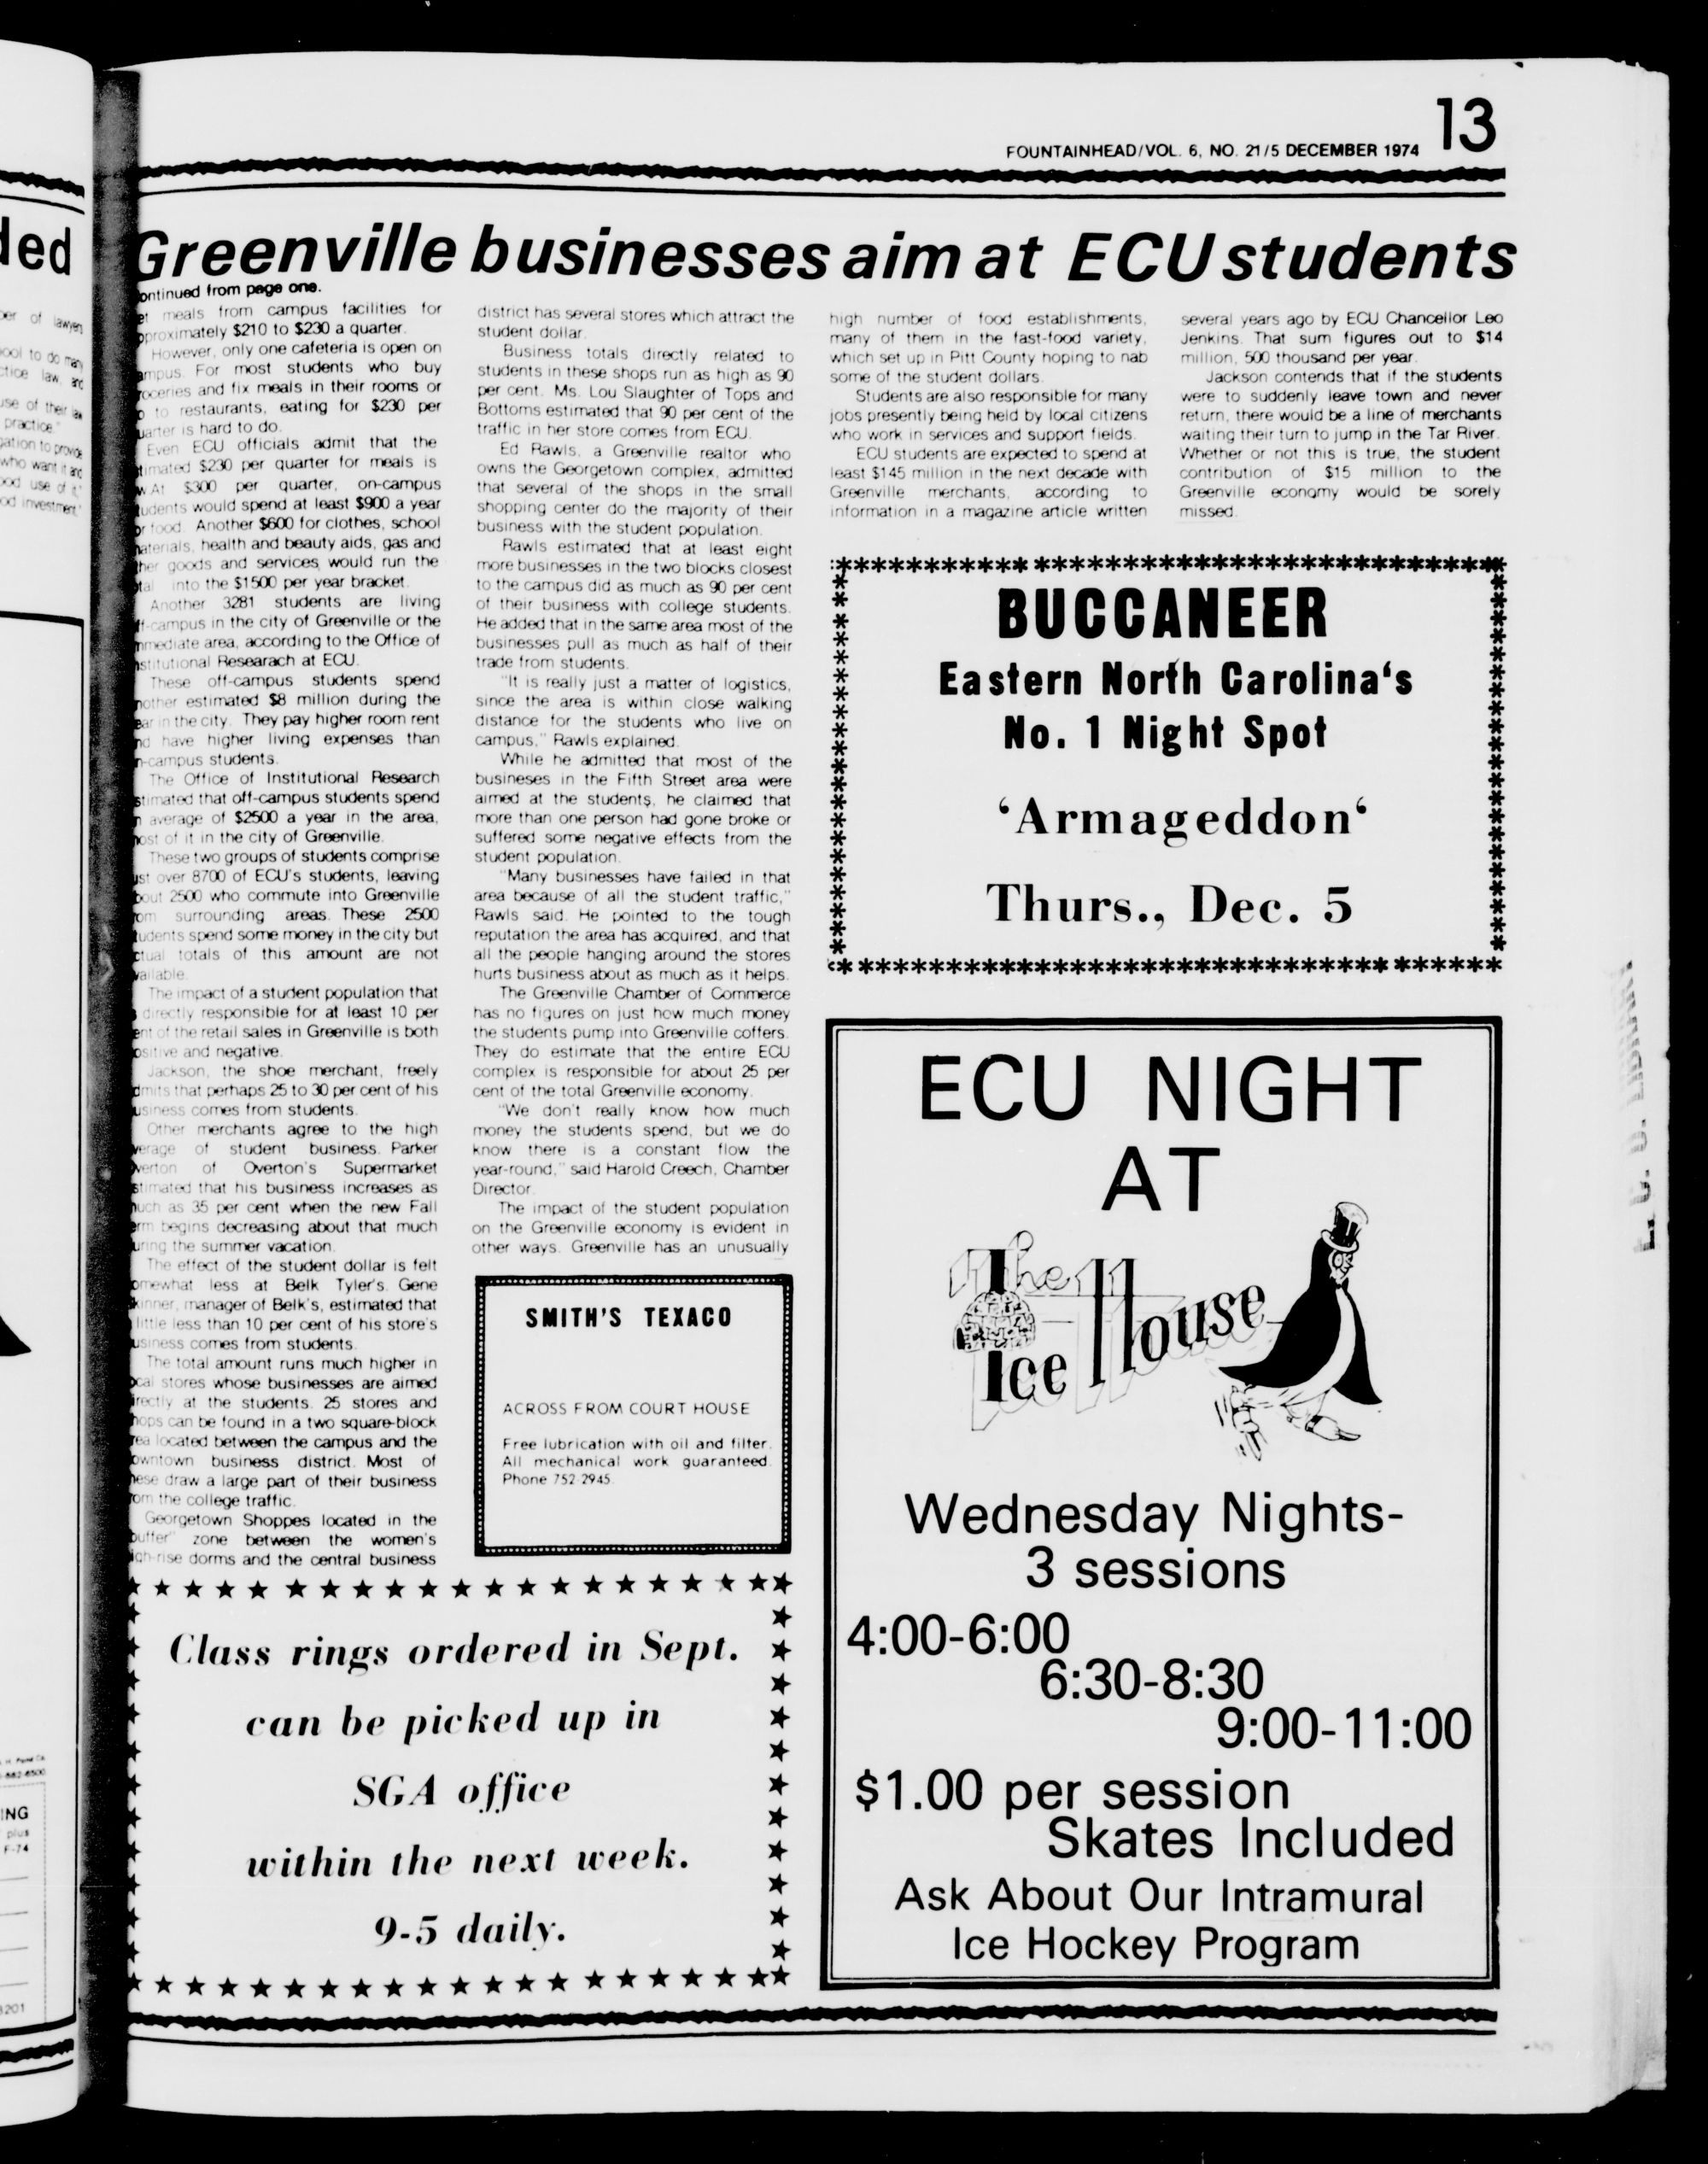 13
FOUNTAINHEAD/VOL. 6, NO. 21/5 DECEMBER 1974
Greenville businesses aim at ECU students
ontinued from page one.
et meals from campus facilities for
pproximately $210 to $230 a quarter.
However, only one cafeteria is open on
ampus. For most students who buy
roceries and fix meals in their rooms or
o to restaurants, eating for $230 per
uarter is hard to do.
Even ECU officials admit that the
timated $230 per quarter for meals is
w At $300 per quarter, on-campus
tudents would spend at least $900 a year
or food. Another $600 for clothes, school
aterials, health and beauty aids, gas and
ther goods and services would run the
otal into the $1500 per year bracket.
Another 3281 students are living
ff-campus in the city of Greenville or the
mmediate area, according to the Office of
nstitutional Researach at ECU.
These off-campus students spend
nother estimated $8 million during the
ear in the city. They pay higher room rent
nd have higher living expenses than
n-campus students.
The Office of Institutional Research
stimated that off-campus students spend
n average of $2500 a year in the area,
most of it in the city of Greenville.
These two groups of students comprise
ust over 8700 of ECU's students, leaving
bout 2500 who commute into Greenville
rom surrounding areas. These 2500
tudents spend some money in the city but
ctual totals of this amount are not
vailable.
The impact of a student population that
s directly responsible for at least 10 per
ent of the retail sales in Greenville is both
ositive and negative.
Jackson, the shoe merchant, freely
dmits that perhaps 25 to 30 per cent of his
usiness comes from students.
Other merchants agree to the high
verage of student business. Parker
verton of Overton's Supermarket
stimated that his business increases as
much as 35 per cent when the new Fall
erm begins decreasing about that much
uring the summer vacation.
The effect of the student dollar is felt
omewhat less at Belk Tyler's. Gene
kinner, manager of Belk's, estimated that
little less than 10 per cent of his store's
usiness comes from students.
The total amount runs much higher in
ocal stores whose businesses are aimed
irectly at the students. 25 stores and
hops can be found in a two square-block
rea located between the campus and the
owntown business district. Most of
hese draw a large part of their business
rom the college traffic.
Georgetown Shoppes located in the
buffer" zone between the women's
igh-rise dorms and the central business
district has several stores which attract the
student dollar.
Business totals directly related to
students in these shops run as high as 90
per cent. Ms. Lou Slaughter of Tops and
Bottoms estimated that 90 per cent of the
traffic in her store comes from ECU.
Ed Rawls, a Greenville realtor who
owns the Georgetown complex, admitted
that several of the shops in the small
shopping center do the majority of their
business with the student population.
Rawls estimated that at least eight
more businesses in the two blocks closest
to the campus did as much as 90 per cent
of their business with college students.
He added that in the same area most of the
businesses pull as much as half of their
trade from students.
"It is really just a matter of logistics,
since the area is within close walking
distance for the students who live on
campus," Rawls explained.
While he admitted that most of the
busineses in the Fifth Street area were
aimed at the students, he claimed that
more than one person had gone broke or
suffered some negative effects from the
student population.
"Many businesses have failed in that
area because of all the student traffic,"
Rawls said. He pointed to the tough
reputation the area has acquired, and that
all the people hanging around the stores
hurts business about as much as it helps.
The Greenville Chamber of Commerce
has no figures on just how much money
the students pump into Greenville coffers.
They do estimate that the entire ECU
complex is responsible for about 25 per
cent of the total Greenville economy.
"We don't really know how much
money the students spend, but we do
know there is a constant flow the
year-round," said Harold Creech, Chamber
Director.
The impact of the student population
on the Greenville economy is evident in
other ways. Greenville has an unusually
high number of food establishments,
many of them in the fast-food variety,
which set up in Pitt County hoping to nab
some of the student dollars.
Students are also responsible for many
jobs presently being held by local citizens
who work in services and support fields.
ECU students are expected to spend at
least $145 million in the next decade with
Greenville merchants, according to
information in a magazine article written
several years ago by ECU Chancellor Leo
Jenkins. That sum figures out to $14
million, 500 thousand per year.
Jackson contends that if the students
were to suddenly leave town and never
return, there would be a line of merchants
waiting their turn to jump in the Tar River.
Whether or not this is true, the student
contribution of $15 million to the
Greenville economy would be sorely
missed.
BUCCANEER
Eastern North Carolina's
No. 1 Night Spot
'Armageddon'
Thurs., Dec. 5
SMITH'S TEXACO
ACROSS FROM COURT HOUSE
Free lubrication with oil and filter.
All mechanical work guaranteed.
Phone 752-2945
Class rings ordered in Sept.
can be picked up in
SGA office
within the next week.
9-5 daily.
ECU NIGHT
AT
The
Ice House
Wednesday Nights-
3 sessions
4:00-6:00
6:30-8:30
9:00-11:00
$1.00 per session
Skates Included
Ask About Our Intramural
Ice Hockey Program